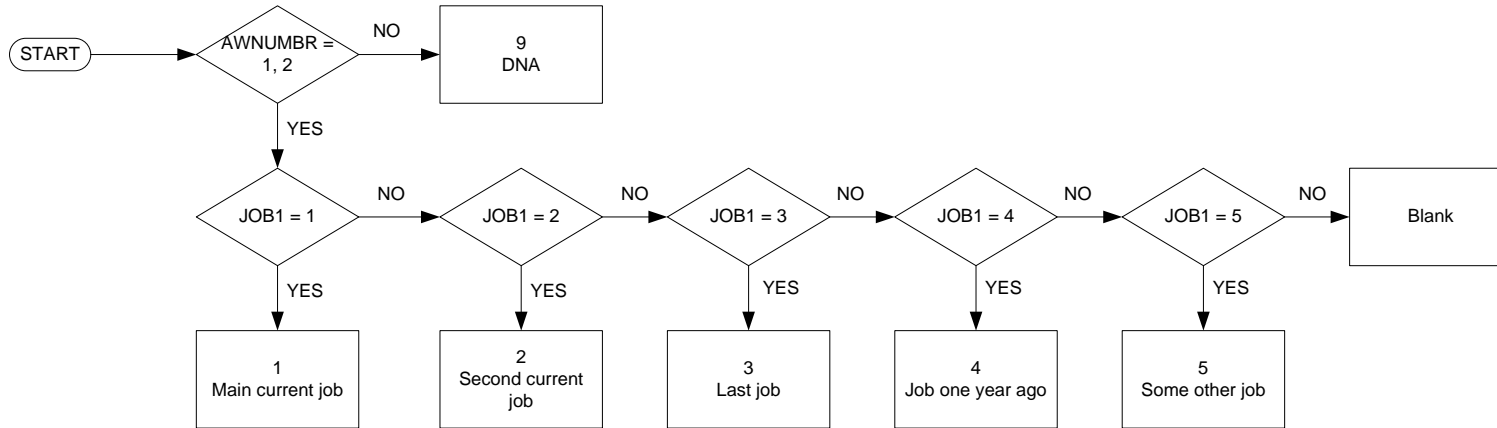 START
AWNUMBR =
1, 2
NO
9
DNA
YES
JOB1 = 1
NO
JOB1 = 2
NO
JOB1 = 3
NO
JOB1 = 4
NO
JOB1 = 5
NO
Blank
YES
YES
YES
YES
YES
1
Main current job
2
Second current
job
3
Last job
4
Job one year ago
5
Some other job